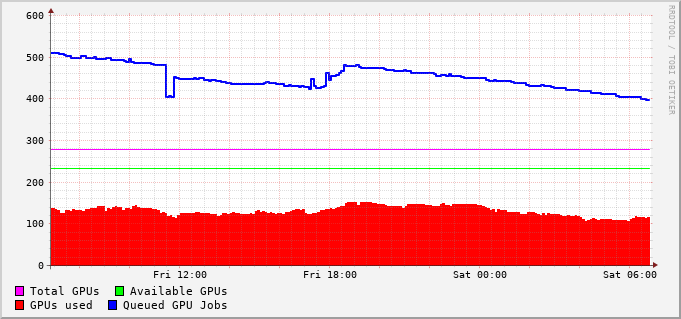 600
500
400
300
200
100
0
Fri 12:00 Fri 18:00 Sat 00:00 Sat 06:00
Total GPUs Available GPUs
GPUs used Queued GPU Jobs
RRDTOOL / TOBI OETIKER